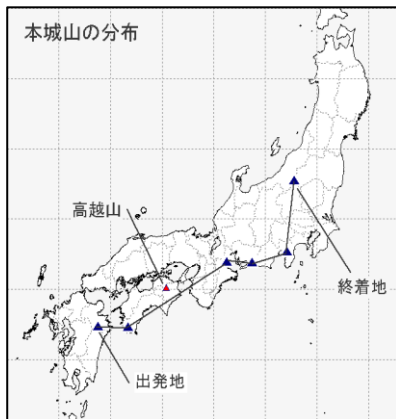 本城山の分布
高越山
終着地
出発地